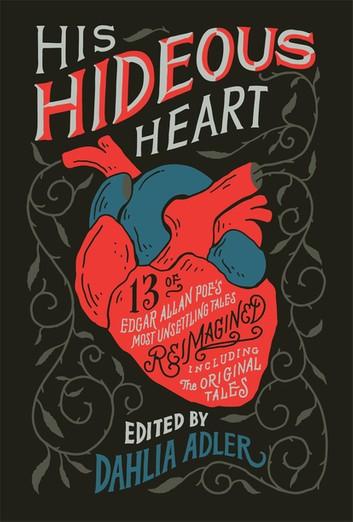 HIS
HIDEOUS
HEART
13 OF
EDGAR ALLAN POE'S
MOST UNSETTLING TALES
REIMAGINED
INCLUDING
The ORIGINAL
TALES
EDITED BY
DAHLIA ADLER